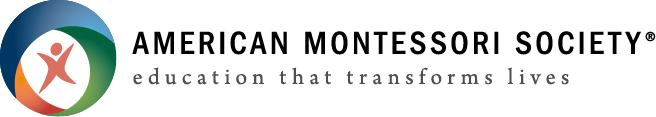 AMERICAN MONTESSORI SOCIETY®
education that transforms lives